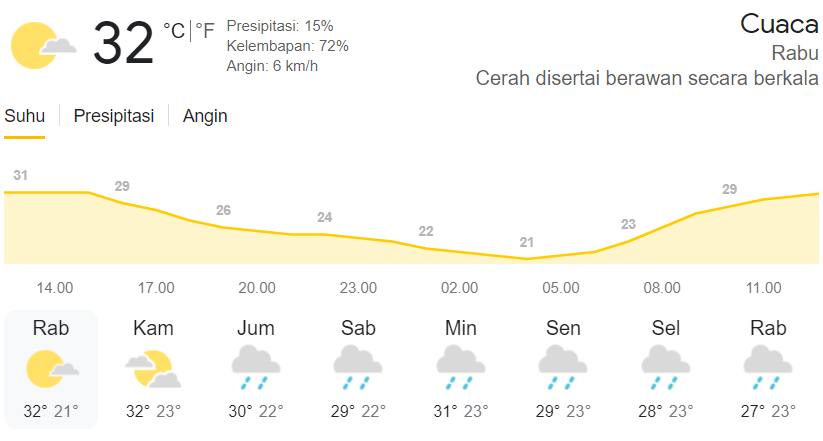 32 °C | °F
Presipitasi: 15%
Kelembapan: 72%
Angin: 6 km/h
Cuaca
Rabu
Cerah disertai berawan secara berkala
Suhu Presipitasi Angin
31 29 26 24 22 21 23 29
14.00 17.00 20.00 23.00 02.00 05.00 08.00 11.00
Rab Kam Jum Sab Min Sen Sel Rab
32° 21° 32° 23° 30° 22° 29° 22° 31° 23° 29° 23° 28° 23° 27° 23°